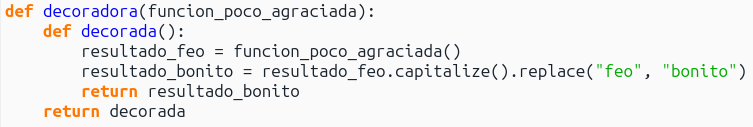 def decoradora(funcion_poco_agraciada):
    def decorada():
        resultado_feo = funcion_poco_agraciada()
        resultado_bonito = resultado_feo.capitalize().replace("feo", "bonito")
        return resultado_bonito
    return decorada